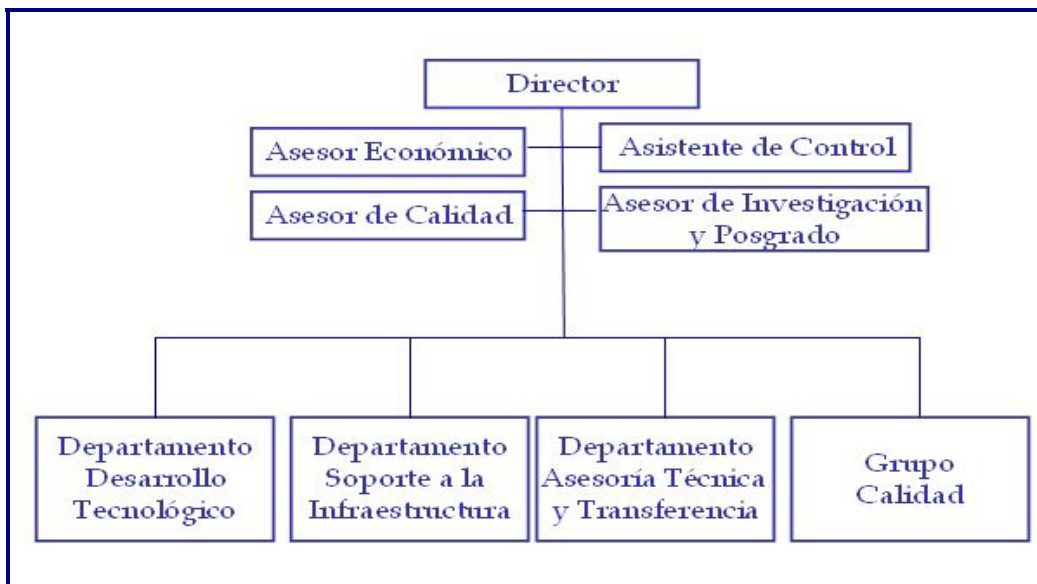 Director
Asesor Económico
Asistente de Control
Asesor de Calidad
Asesor de Investigación
y Posgrado
Departamento
Desarrollo
Tecnológico
Departamento
Soporte a la
Infraestructura
Departamento
Asesoría Técnica
y Transferencia
Grupo
Calidad